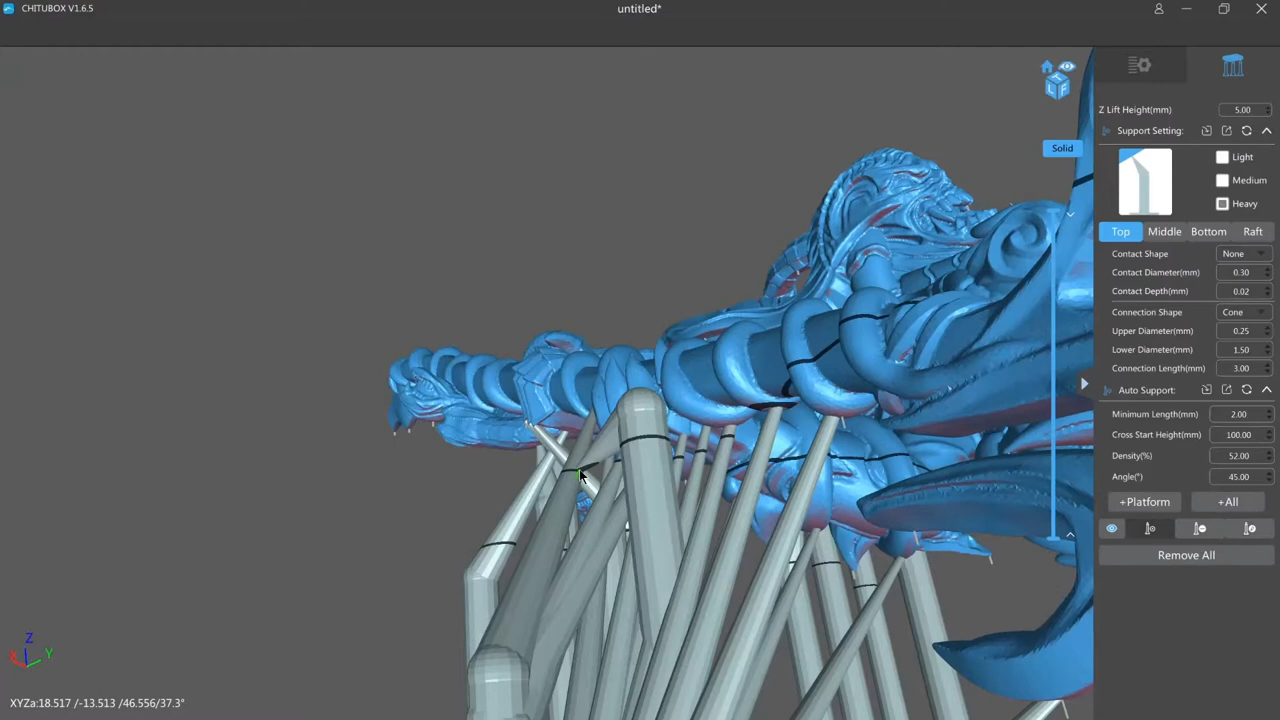 CHITUBOX V1.6.5
untitled*
Z Lift Height(mm) 5.00
Support Setting:
Light
Medium
Heavy
Solid
Top Middle Bottom Raft
Contact Shape None
Contact Diameter(mm) 0.30
Contact Depth(mm) 0.02
Connection Shape Cone
Upper Diameter(mm) 0.25
Lower Diameter(mm) 1.50
Connection Length(mm) 3.00
Auto Support:
Minimum Length(mm) 2.00
Cross Start Height(mm) 100.00
Density(%) 52.00
Angle(°) 45.00
+Platform +All
Remove All
T
L F
Z
X Y
XYZa:18.517 /-13.513 /46.556/37.3°